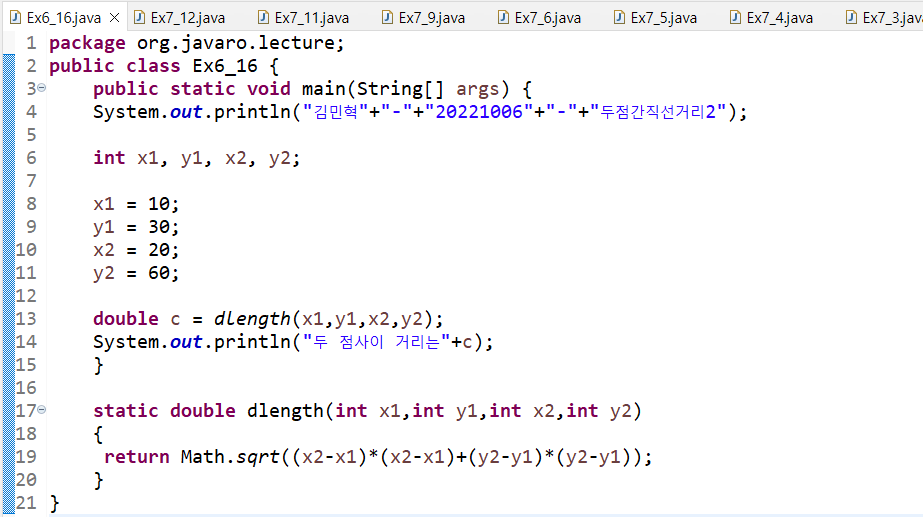 Ex6_16.java Ex7_12.java Ex7_11.java Ex7_9.java Ex7_6.java Ex7_5.java Ex7_4.java Ex7_3.java
1 package org.javaro.lecture;
2 public class Ex6_16 {
3 public static void main(String[] args) {
4 System.out.println("김민혁"+"-"+"20221006"+"-"+"두점간직선거리2");
5
6 int x1, y1, x2, y2;
7
8 x1 = 10;
9 y1 = 30;
10 x2 = 20;
11 y2 = 60;
12
13 double c = dlength(x1,y1,x2,y2);
14 System.out.println("두 점사이 거리는"+c);
15 }
16
17 static double dlength(int x1,int y1,int x2,int y2)
18 {
19 return Math.sqrt((x2-x1)*(x2-x1)+(y2-y1)*(y2-y1));
20 }
21 }